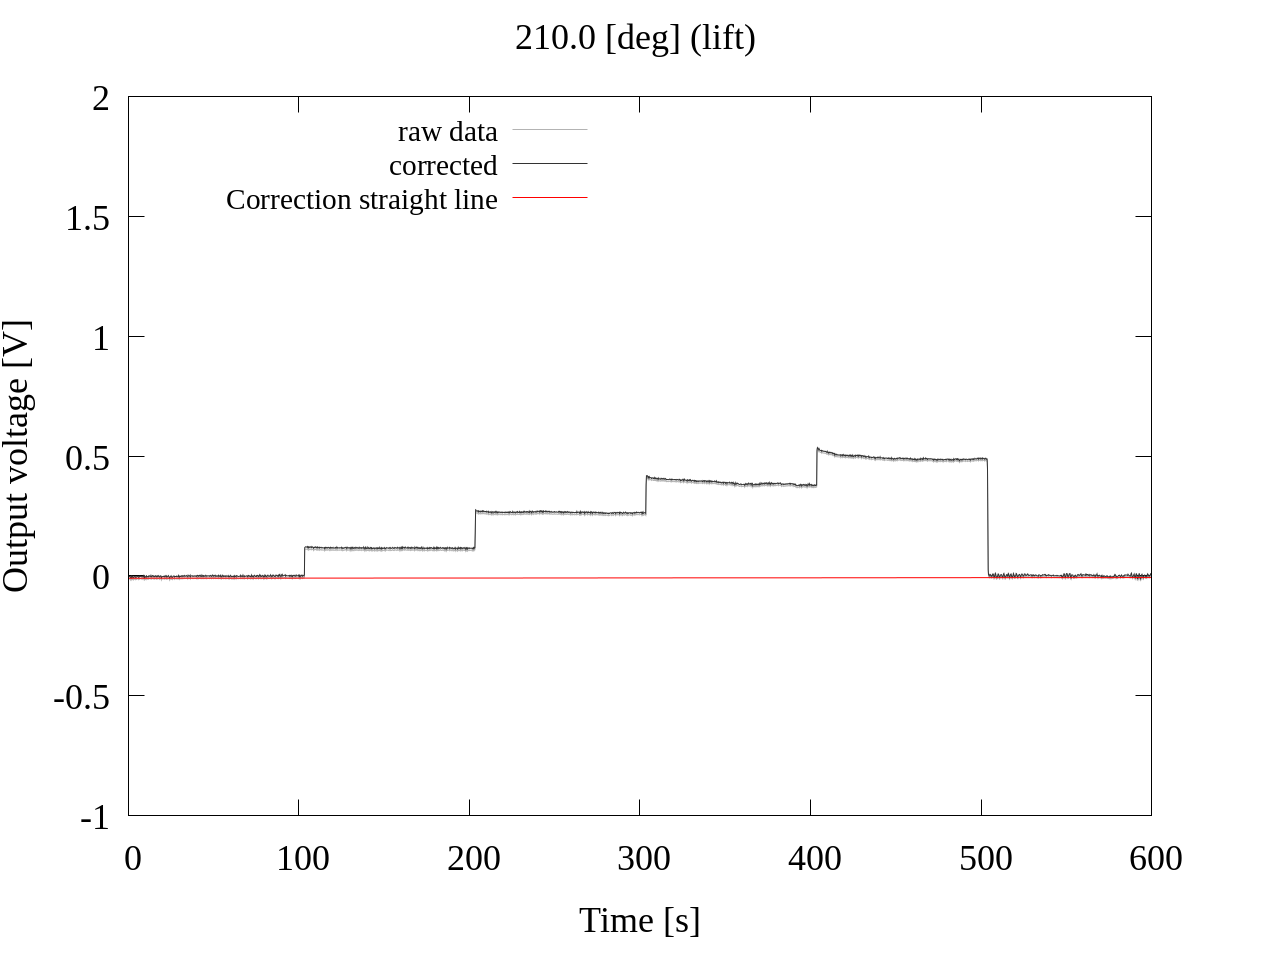 210.0 [deg] (lift)
2
1.5
1
0.5
0
-0.5
-1
raw data
corrected
Correction straight line
Output voltage [V]
0 100 200 300 400 500 600
Time [s]